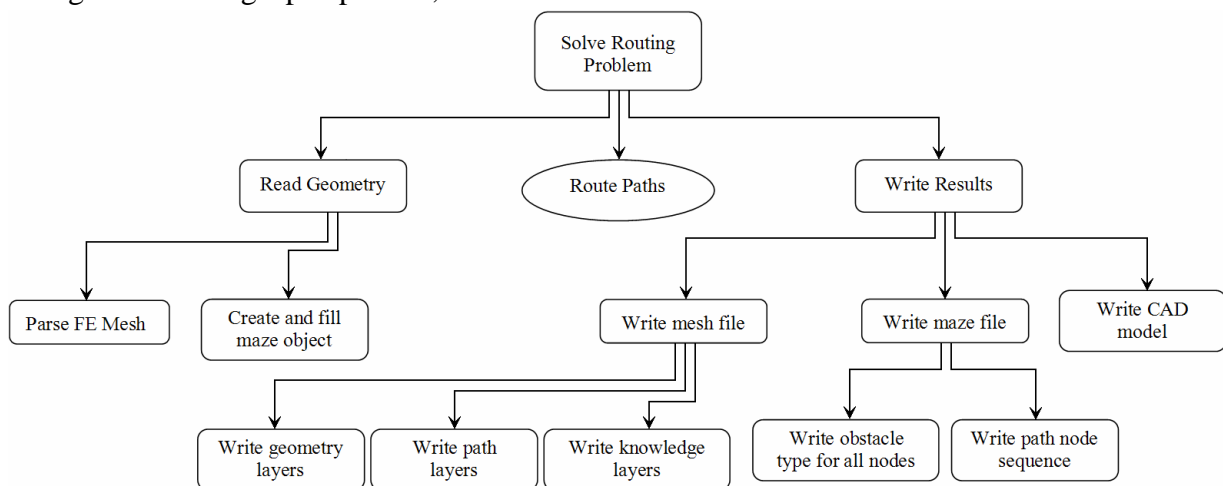 Solve Routing
Problem
Read Geometry
Route Paths
Write Results
Parse FE Mesh
Create and fill
maze object
Write mesh file
Write maze file
Write CAD
model
Write geometry
layers
Write path
layers
Write knowledge
layers
Write obstacle
type for all nodes
Write path node
sequence